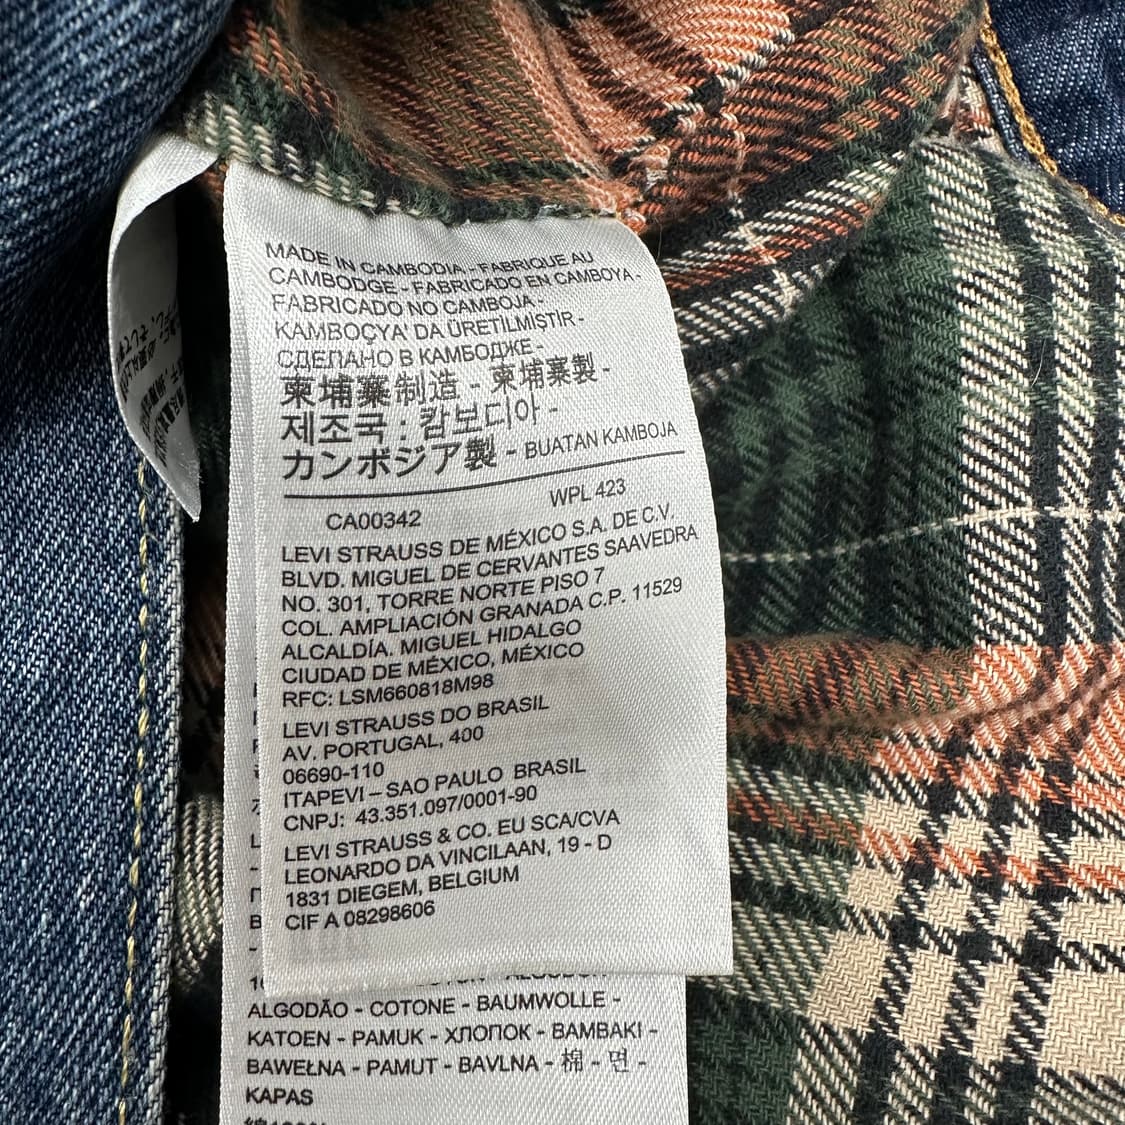 MADE IN CAMBODIA - FABRIQUE AU
CAMBODGE - FABRICADO EN CAMBOYA -
FABRICADO NO CAMBOJA -
KAMBOÇYA' DA ÜRETILMIŞTIR -
СДЕЛАНО В КАМБОДЖЕ -
柬埔寨制造 - 柬埔寨製 -
제조국 : 캄보디아 -
カンボジア製 - BUATAN KAMBOJA
WPL 423
CA00342
LEVI STRAUSS DE MÉXICO S.A. DE C.V.
BLVD. MIGUEL DE CERVANTES SAAVEDRA
NO. 301, TORRE NORTE PISO 7
COL. AMPLIACIÓN GRANADA C.P. 11529
ALCALDÍA. MIGUEL HIDALGO
CIUDAD DE MÉXICO, MÉXICO
RFC: LSM660818M98
LEVI STRAUSS DO BRASIL
AV. PORTUGAL, 400
06690-110
ITAPEVI – SAO PAULO BRASIL
CNPJ: 43.351.097/0001-90
LEVI STRAUSS & CO. EU SCA/CVA
LEONARDO DA VINCILAAN, 19 - D
1831 DIEGEM, BELGIUM
CIF A 08298606
ALGODÃO - COTONE - BAUMWOLLE -
KATOEN - PAMUK - ХЛОПОК - BAMBAKI -
BAWEŁNA - PAMUT - BAVLNA - 棉 - 면 -
KAPAS